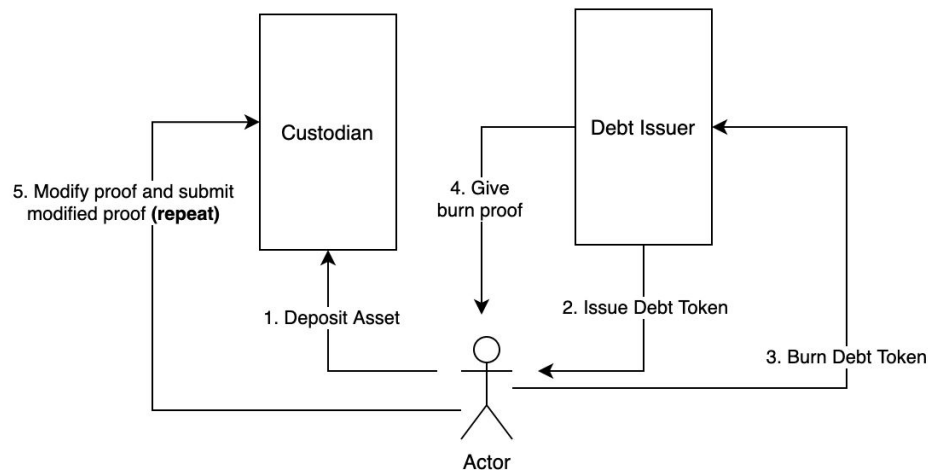 Custodian
Debt Issuer
5. Modify proof and submit
modified proof (repeat)
4. Give
burn proof
1. Deposit Asset
2. Issue Debt Token
3. Burn Debt Token
Actor